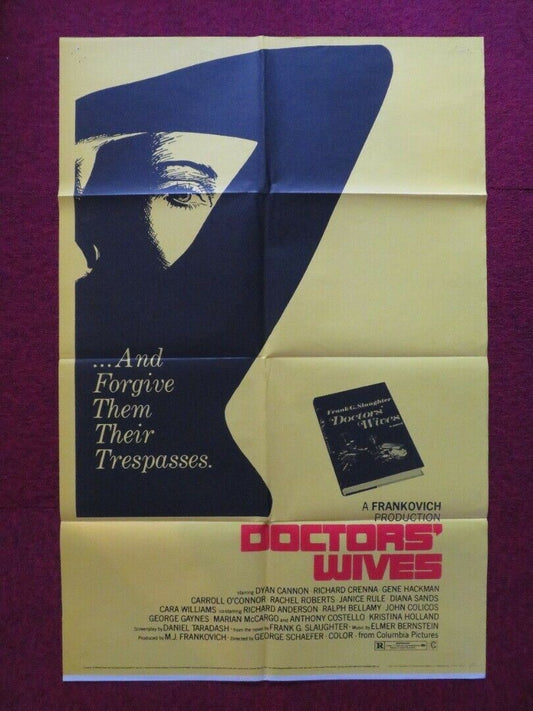 ...And
Forgive
Them
Their
Trespasses.
Frank G. Slaughter
Doctors'
Wives
A FRANKOVICH
PRODUCTION
DOCTORS'
WIVES
starring DYAN CANNON · RICHARD CRENNA · GENE HACKMAN
CARROLL O'CONNOR · RACHEL ROBERTS · JANICE RULE · DIANA SANDS
CARA WILLIAMS co-starring RICHARD ANDERSON · RALPH BELLAMY · JOHN COLICOS
GEORGE GAYNES · MARIAN McCARGO and ANTHONY COSTELLO · KRISTINA HOLLAND
Screenplay by DANIEL TARADASH · from the novel by FRANK G. SLAUGHTER · Music by ELMER BERNSTEIN
Produced by M.J. FRANKOVICH · Directed by GEORGE SCHAEFER · COLOR · from Columbia Pictures
R